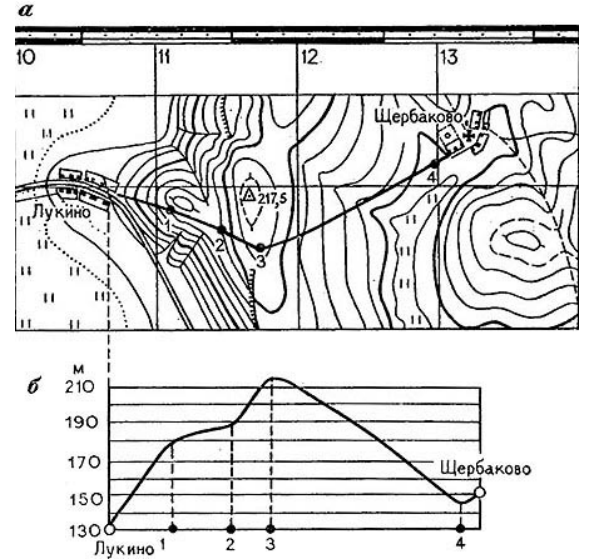 а
10 11 12 13
Щербаково
4
217,5
Лукино
1
2
3
б м
210
190
170
Щербаково
150
130
Лукино 1 2 3 4